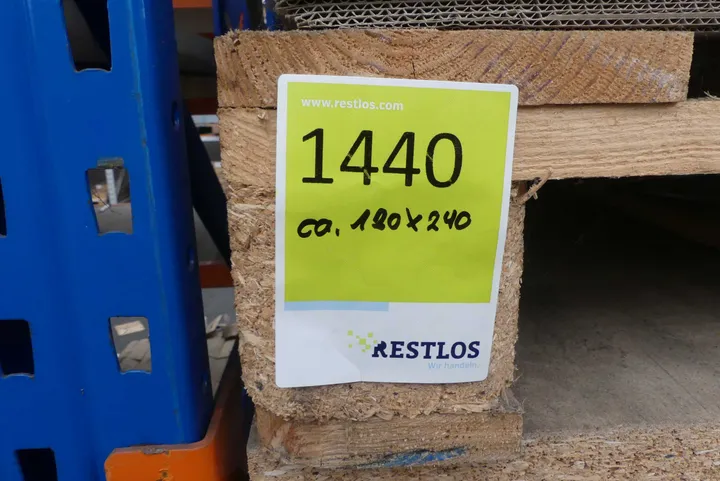 www.restlos.com
1440
ca. 120x240
RESTLOS
Wir handeln.